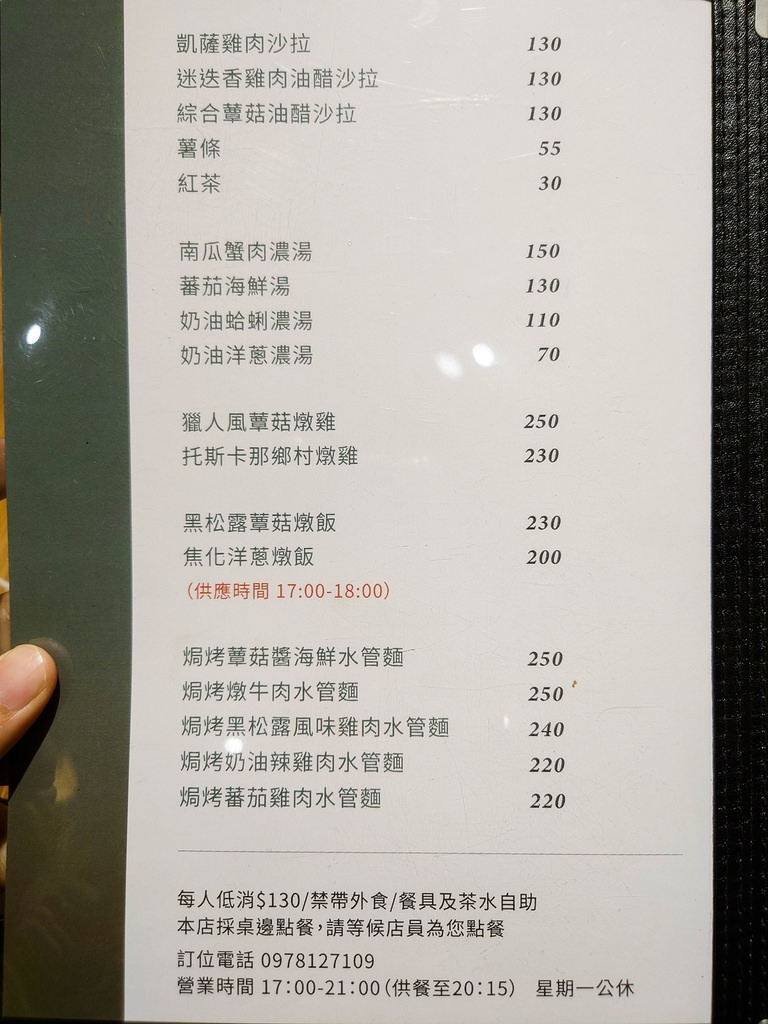 凱薩雞肉沙拉 130
迷迭香雞肉油醋沙拉 130
綜合蕈菇油醋沙拉 130
薯條 55
紅茶 30
南瓜蟹肉濃湯 150
蕃茄海鮮湯 130
奶油蛤蜊濃湯 110
奶油洋蔥濃湯 70
獵人風蕈菇燉雞 250
托斯卡那鄉村燉雞 230
黑松露蕈菇燉飯 230
焦化洋蔥燉飯 200
（供應時間 17:00-18:00）
焗烤蕈菇醬海鮮水管麵 250
焗烤燉牛肉水管麵 250
焗烤黑松露風味雞肉水管麵 240
焗烤奶油辣雞肉水管麵 220
焗烤蕃茄雞肉水管麵 220
每人低消$130/禁帶外食/餐具及茶水自助
本店採桌邊點餐，請等候店員為您點餐
訂位電話 0978127109
營業時間 17：00-21：00（供餐至20：15） 星期一公休